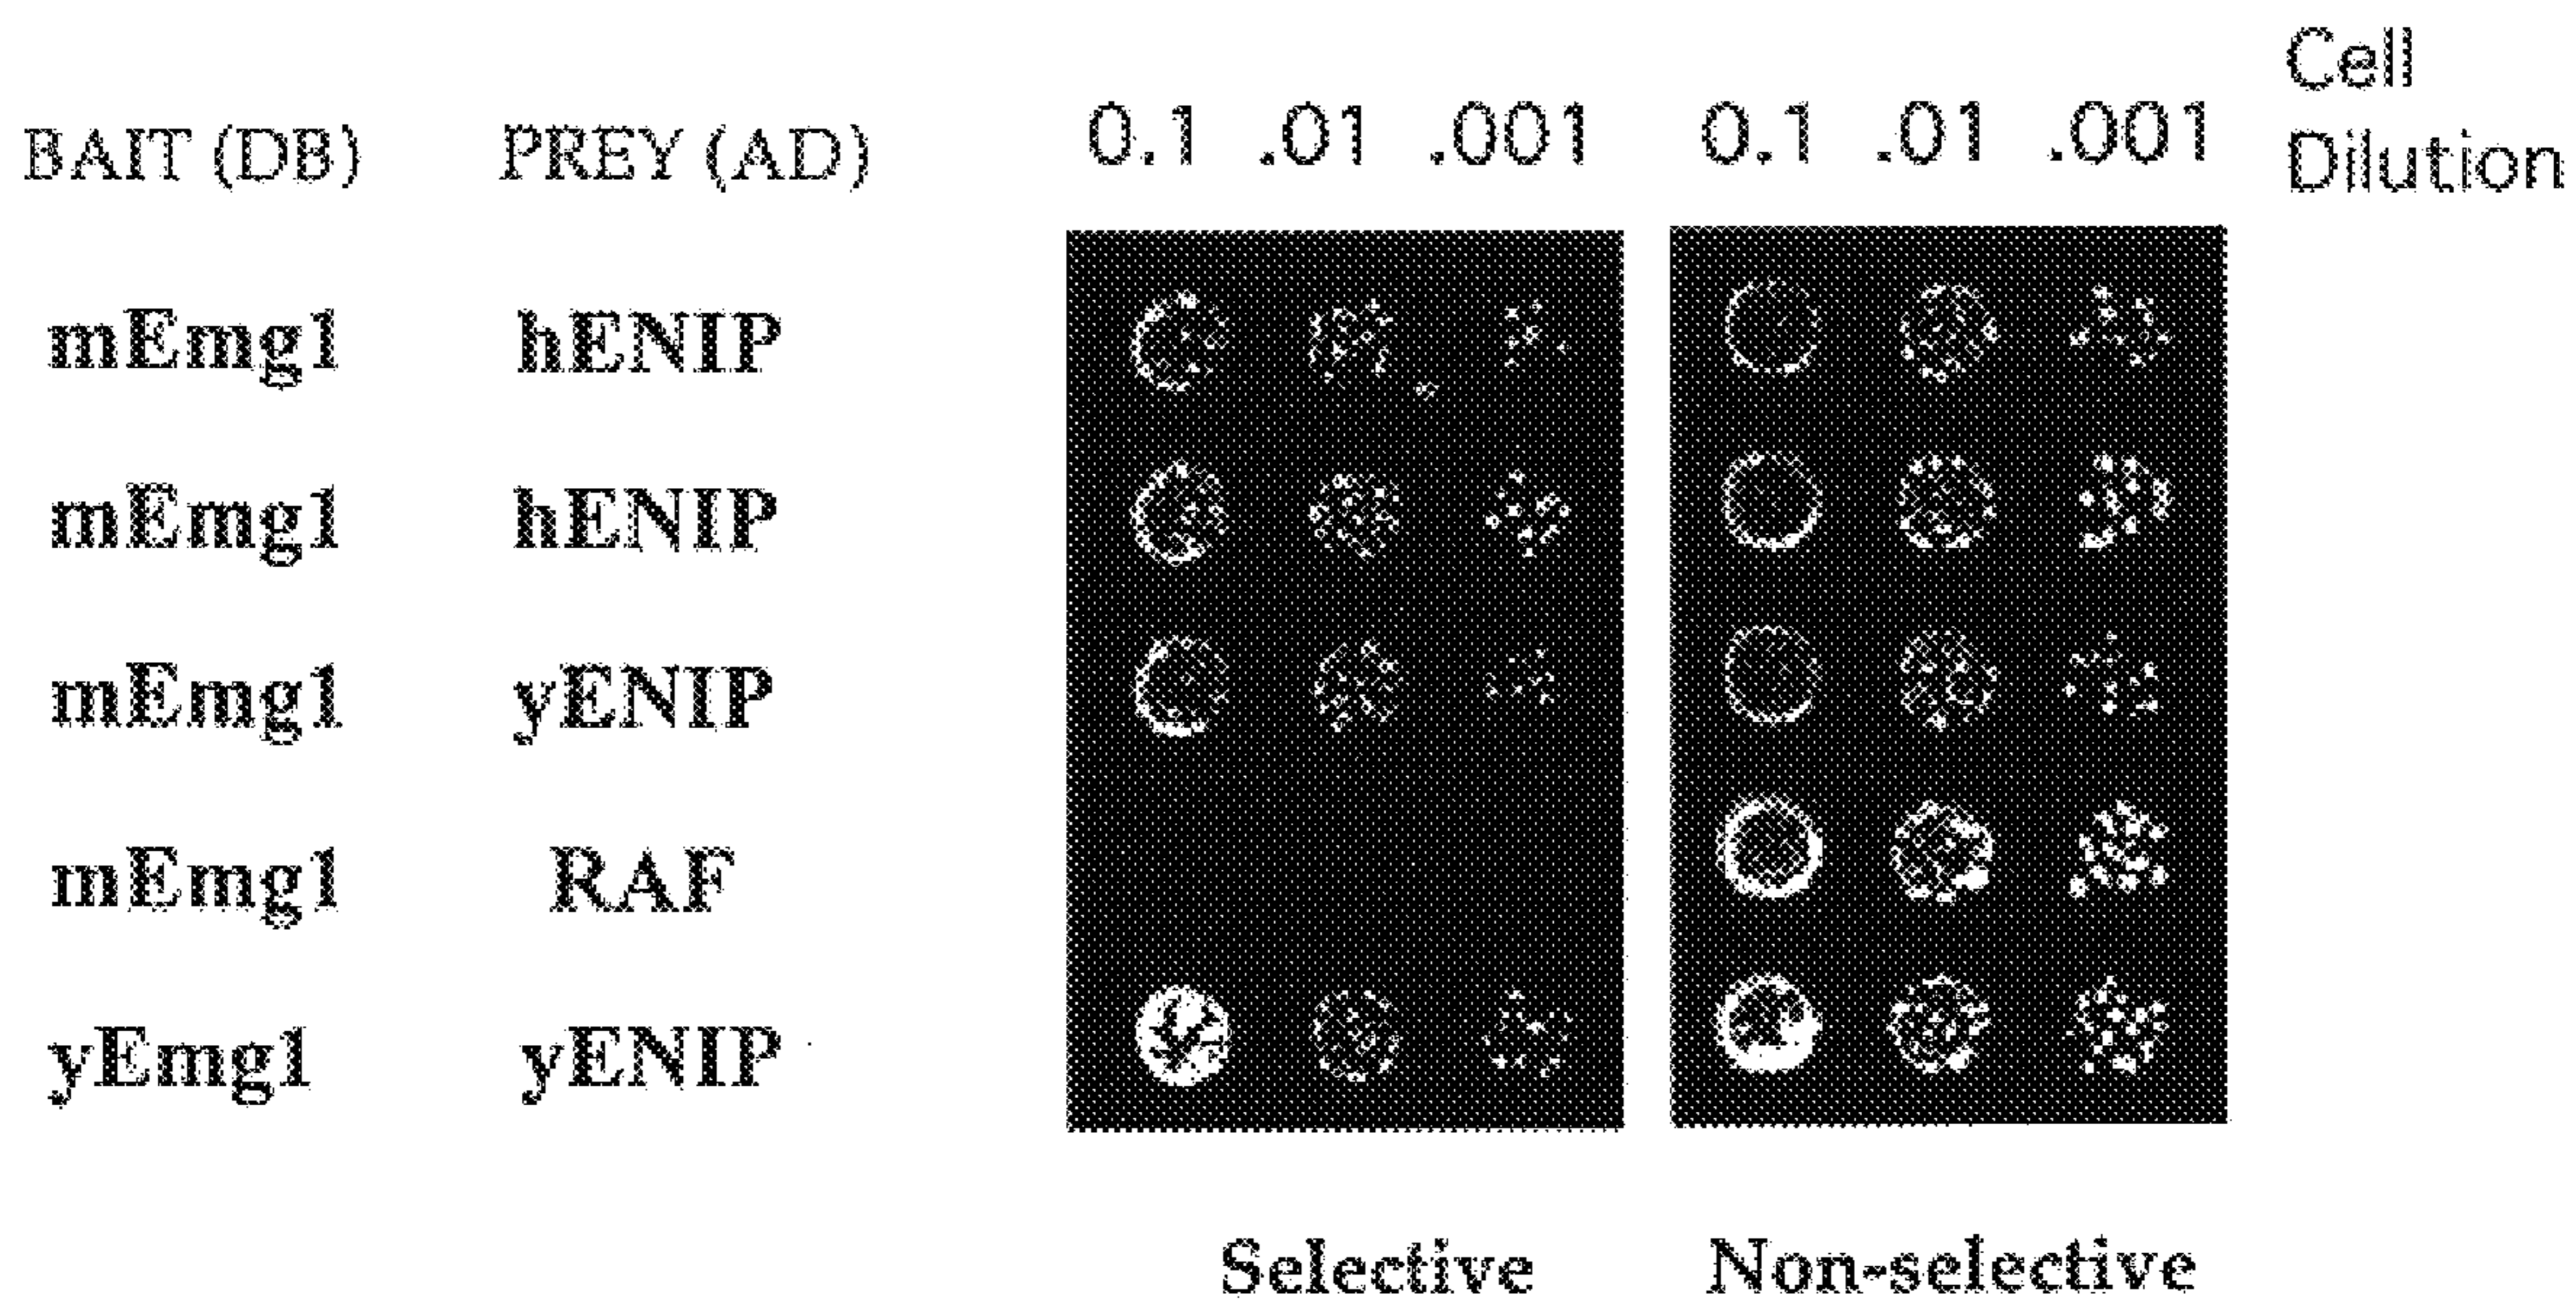 Cell
Dilution
BAIT (DB) PREY (AD) 0.1 .01 .001 0.1 .01 .001
mEmg1 hENIP
mEmg1 hENIP
mEmg1 yENIP
mEmg1 RAF
yEmg1 yENIP
Selective Non-selective